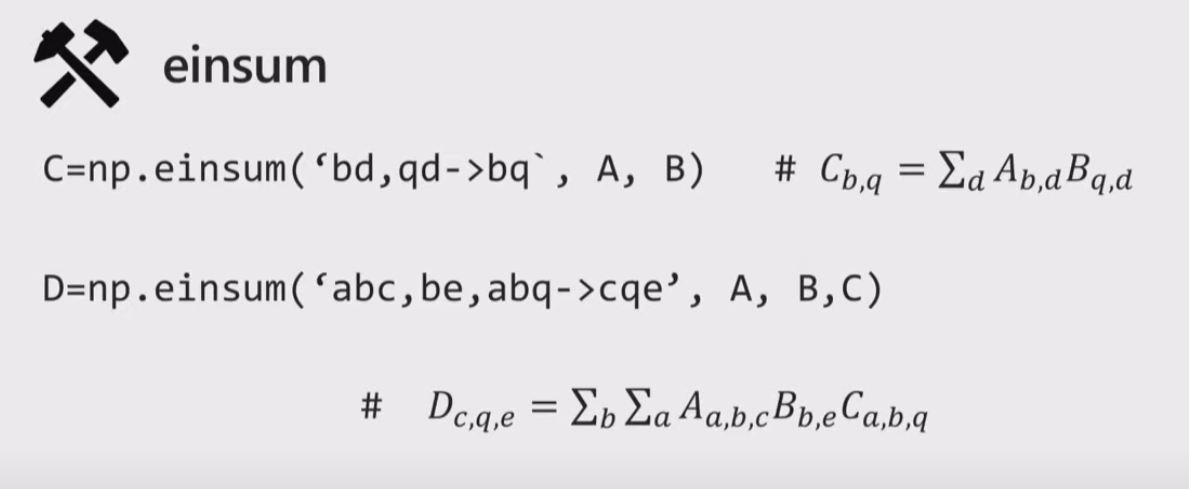 einsum
C=np.einsum(‘bd,qd->bq`, A, B) # C_{b,q} = ∑_d A_{b,d}B_{q,d}
D=np.einsum(‘abc,be,abq->cqe’, A, B,C)
# D_{c,q,e} = ∑_b ∑_a A_{a,b,c}B_{b,e}C_{a,b,q}